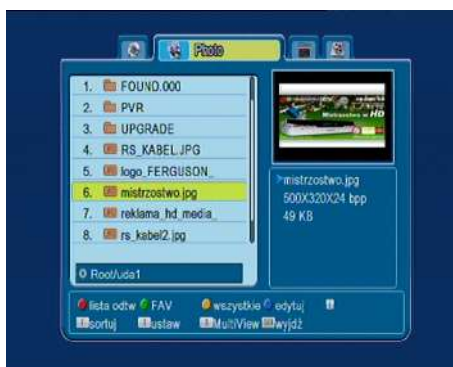 Photo
1. FOUND.000
2. PVR
3. UPGRADE
4. RS_KABEL.JPG
5. logo_FERGUSON_
6. mistrzostwo.jpg
7. reklama_hd_media_
8. rs_kabel2.jpg
Root/uda1
Mistrzostwo w HD
mistrzostwo.jpg
500X320X24 bpp
49 KB
lista odtw FAV wszystkie edytuj
sortuj ustaw MultiView wyjdź